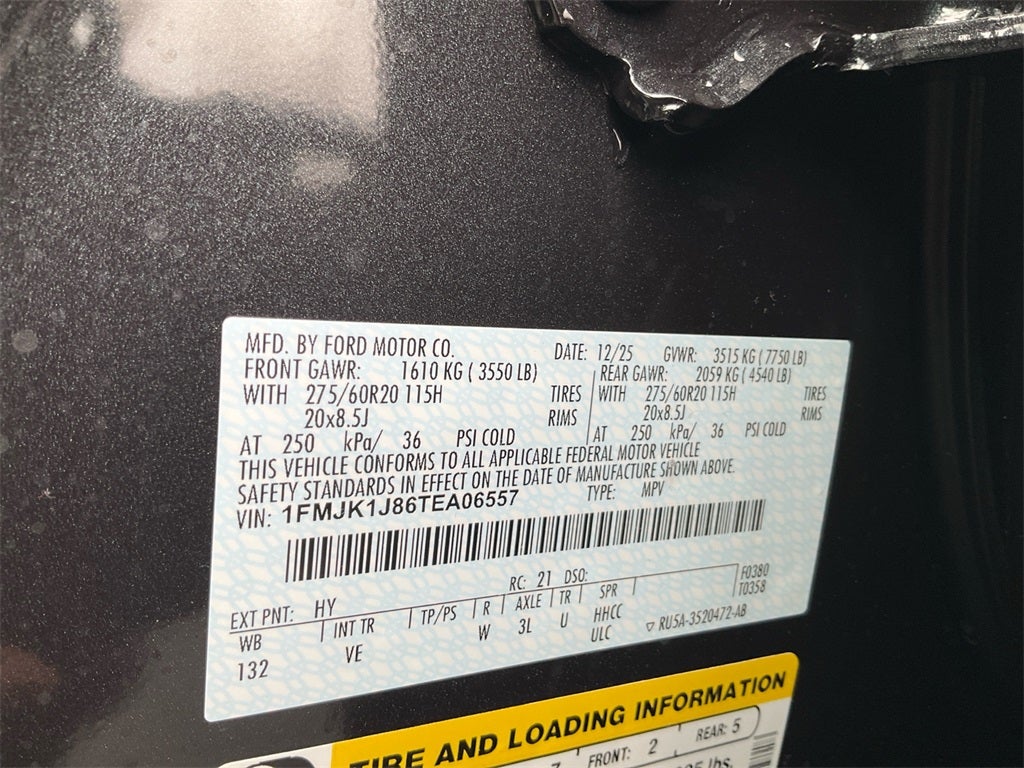 MFD. BY FORD MOTOR CO. DATE: 12/25 GVWR: 3515 KG ( 7750 LB)
FRONT GAWR: 1610 KG ( 3550 LB) REAR GAWR: 2059 KG ( 4540 LB)
WITH 275/60R20 115H TIRES WITH 275/60R20 115H TIRES
20x8.5J RIMS 20x8.5J RIMS
AT 250 kPa/ 36 PSI COLD AT 250 kPa/ 36 PSI COLD
THIS VEHICLE CONFORMS TO ALL APPLICABLE FEDERAL MOTOR VEHICLE
SAFETY STANDARDS IN EFFECT ON THE DATE OF MANUFACTURE SHOWN ABOVE.
VIN: 1FMJK1J86TEA06557 TYPE: MPV
EXT PNT: HY RC: 21 DSO: F0380
T0358
WB INT TR TP/PS R AXLE TR SPR
132 VE W 3L U HHCC
ULC ▽ RU5A-3520472-AB
TIRE AND LOADING INFORMATION
FRONT: 2 REAR: 5
lbs.